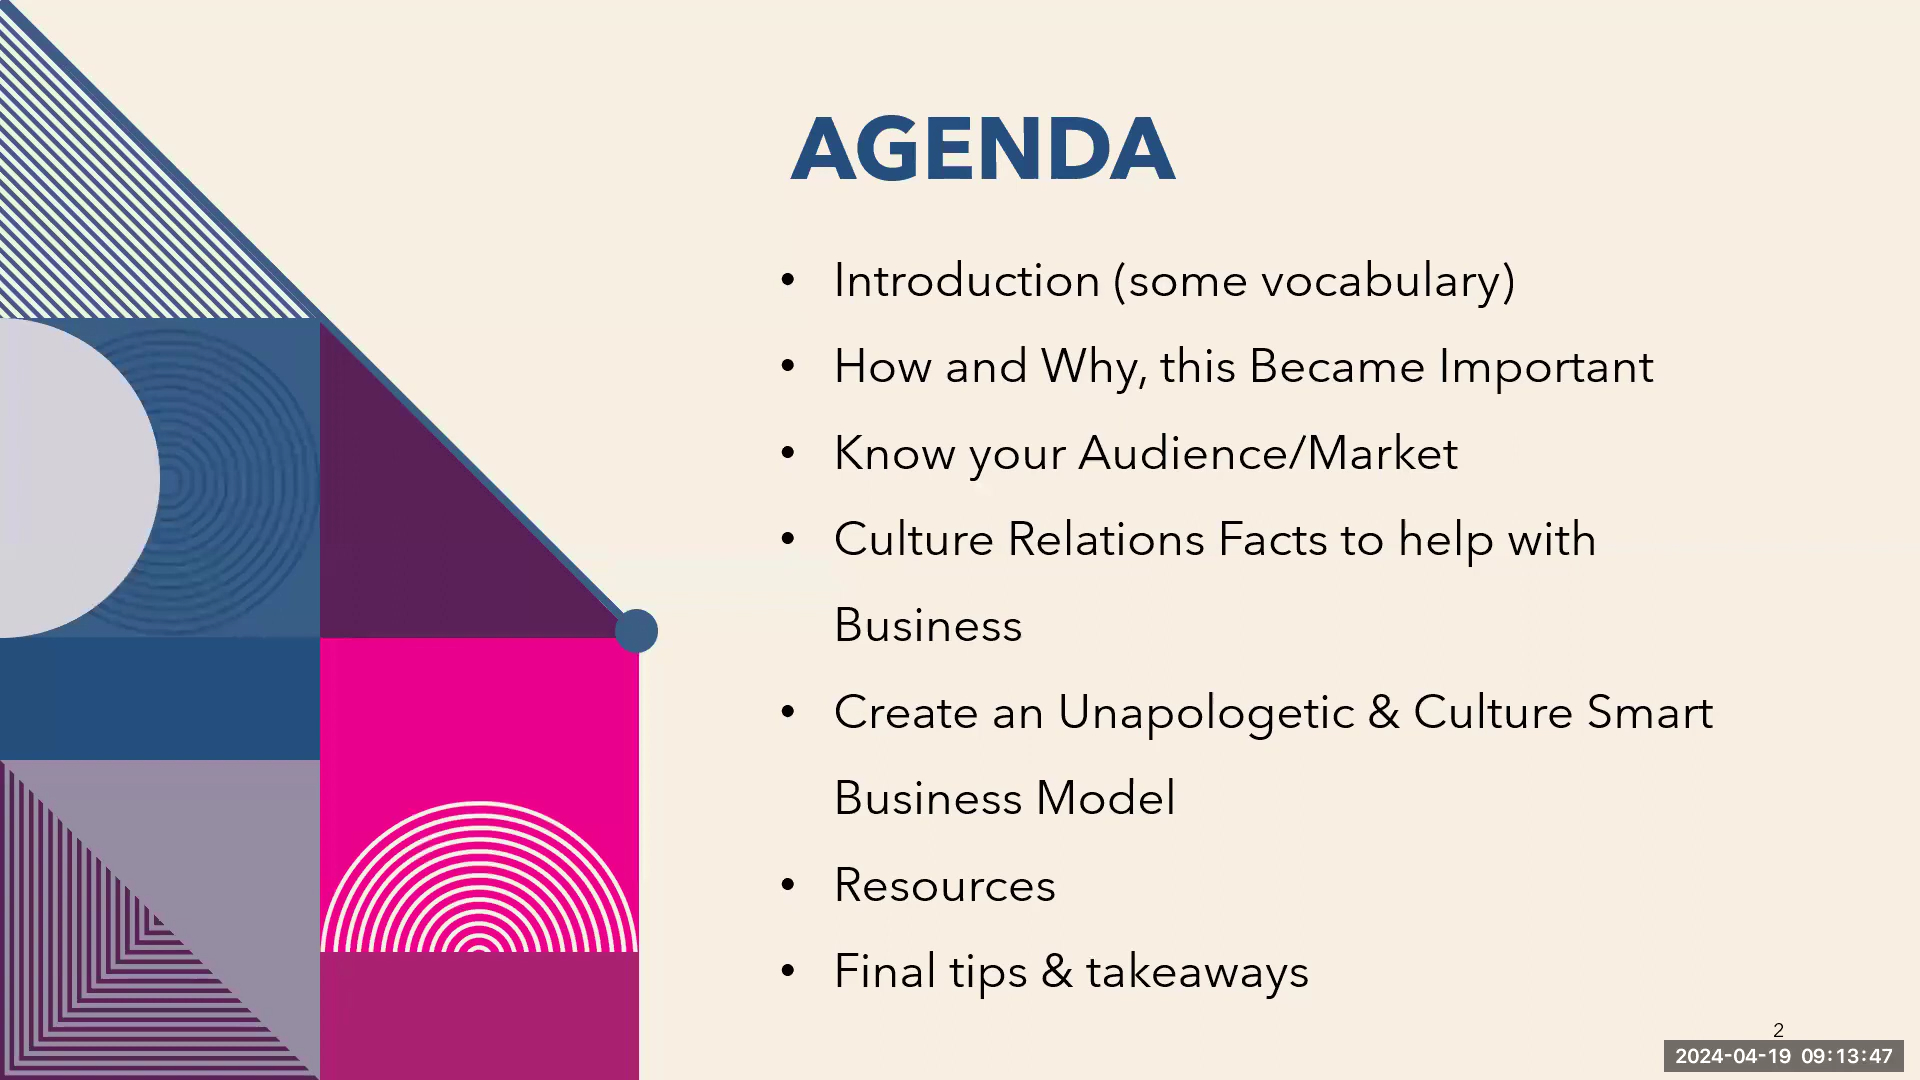 AGENDA
• Introduction (some vocabulary)
• How and Why, this Became Important
• Know your Audience/Market
• Culture Relations Facts to help with
Business
• Create an Unapologetic & Culture Smart
Business Model
• Resources
• Final tips & takeaways
2
2024-04-19 09:13:47